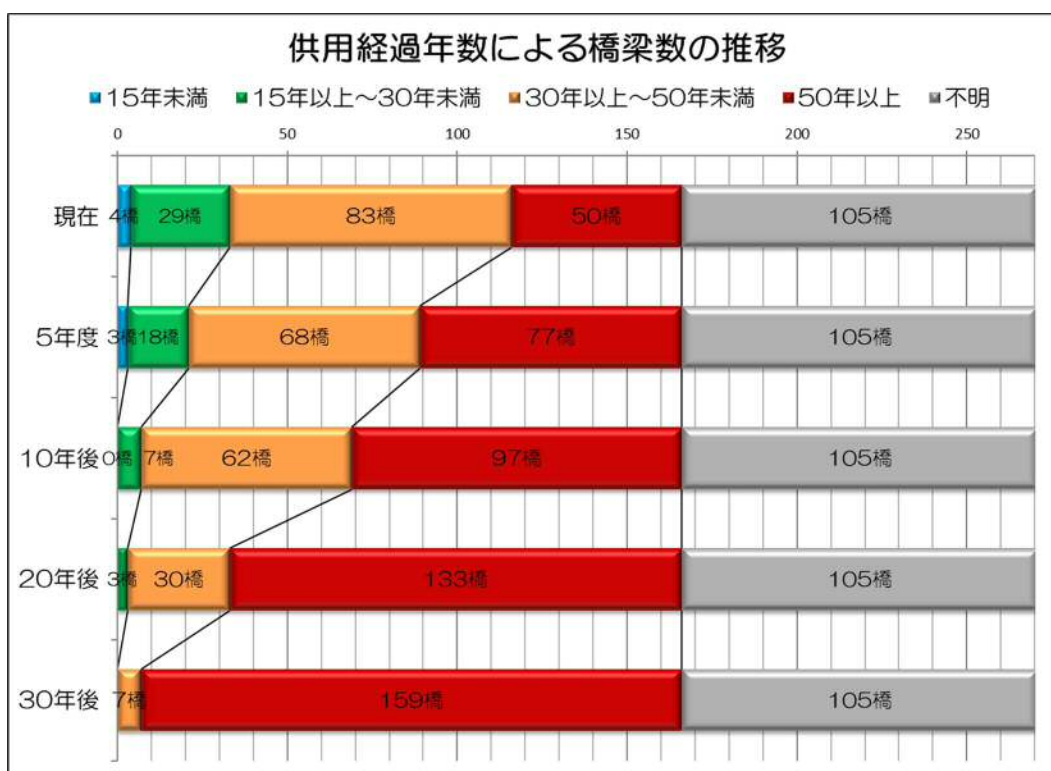 供用経過年数による橋梁数の推移
15年未満 15年以上～30年未満 30年以上～50年未満 50年以上 不明
0 50 100 150 200 250
現在 4橋 29橋 83橋 50橋 105橋
5年度 3橋 18橋 68橋 77橋 105橋
10年後 0橋 7橋 62橋 97橋 105橋
20年後 3橋 30橋 133橋 105橋
30年後 7橋 159橋 105橋